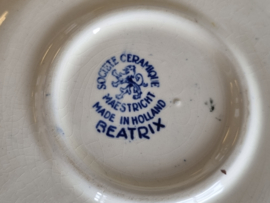 SOCIÉTÉ CÉRAMIQUE
MAESTRICHT
MADE IN HOLLAND
BEATRIX